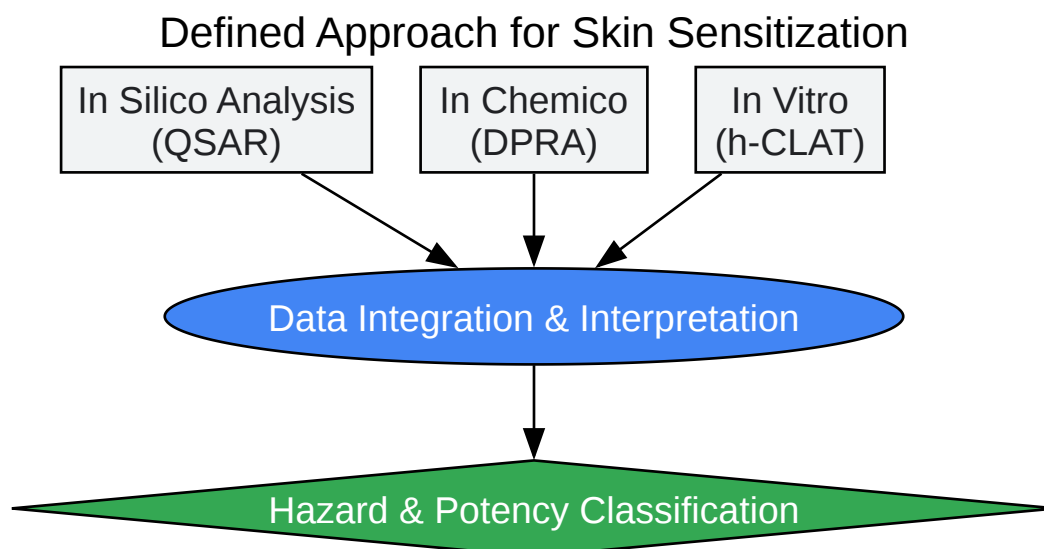 Defined Approach for Skin Sensitization
In Silico Analysis
(QSAR)
In Chemico
(DPRA)
In Vitro
(h-CLAT)
Data Integration & Interpretation
Hazard & Potency Classification